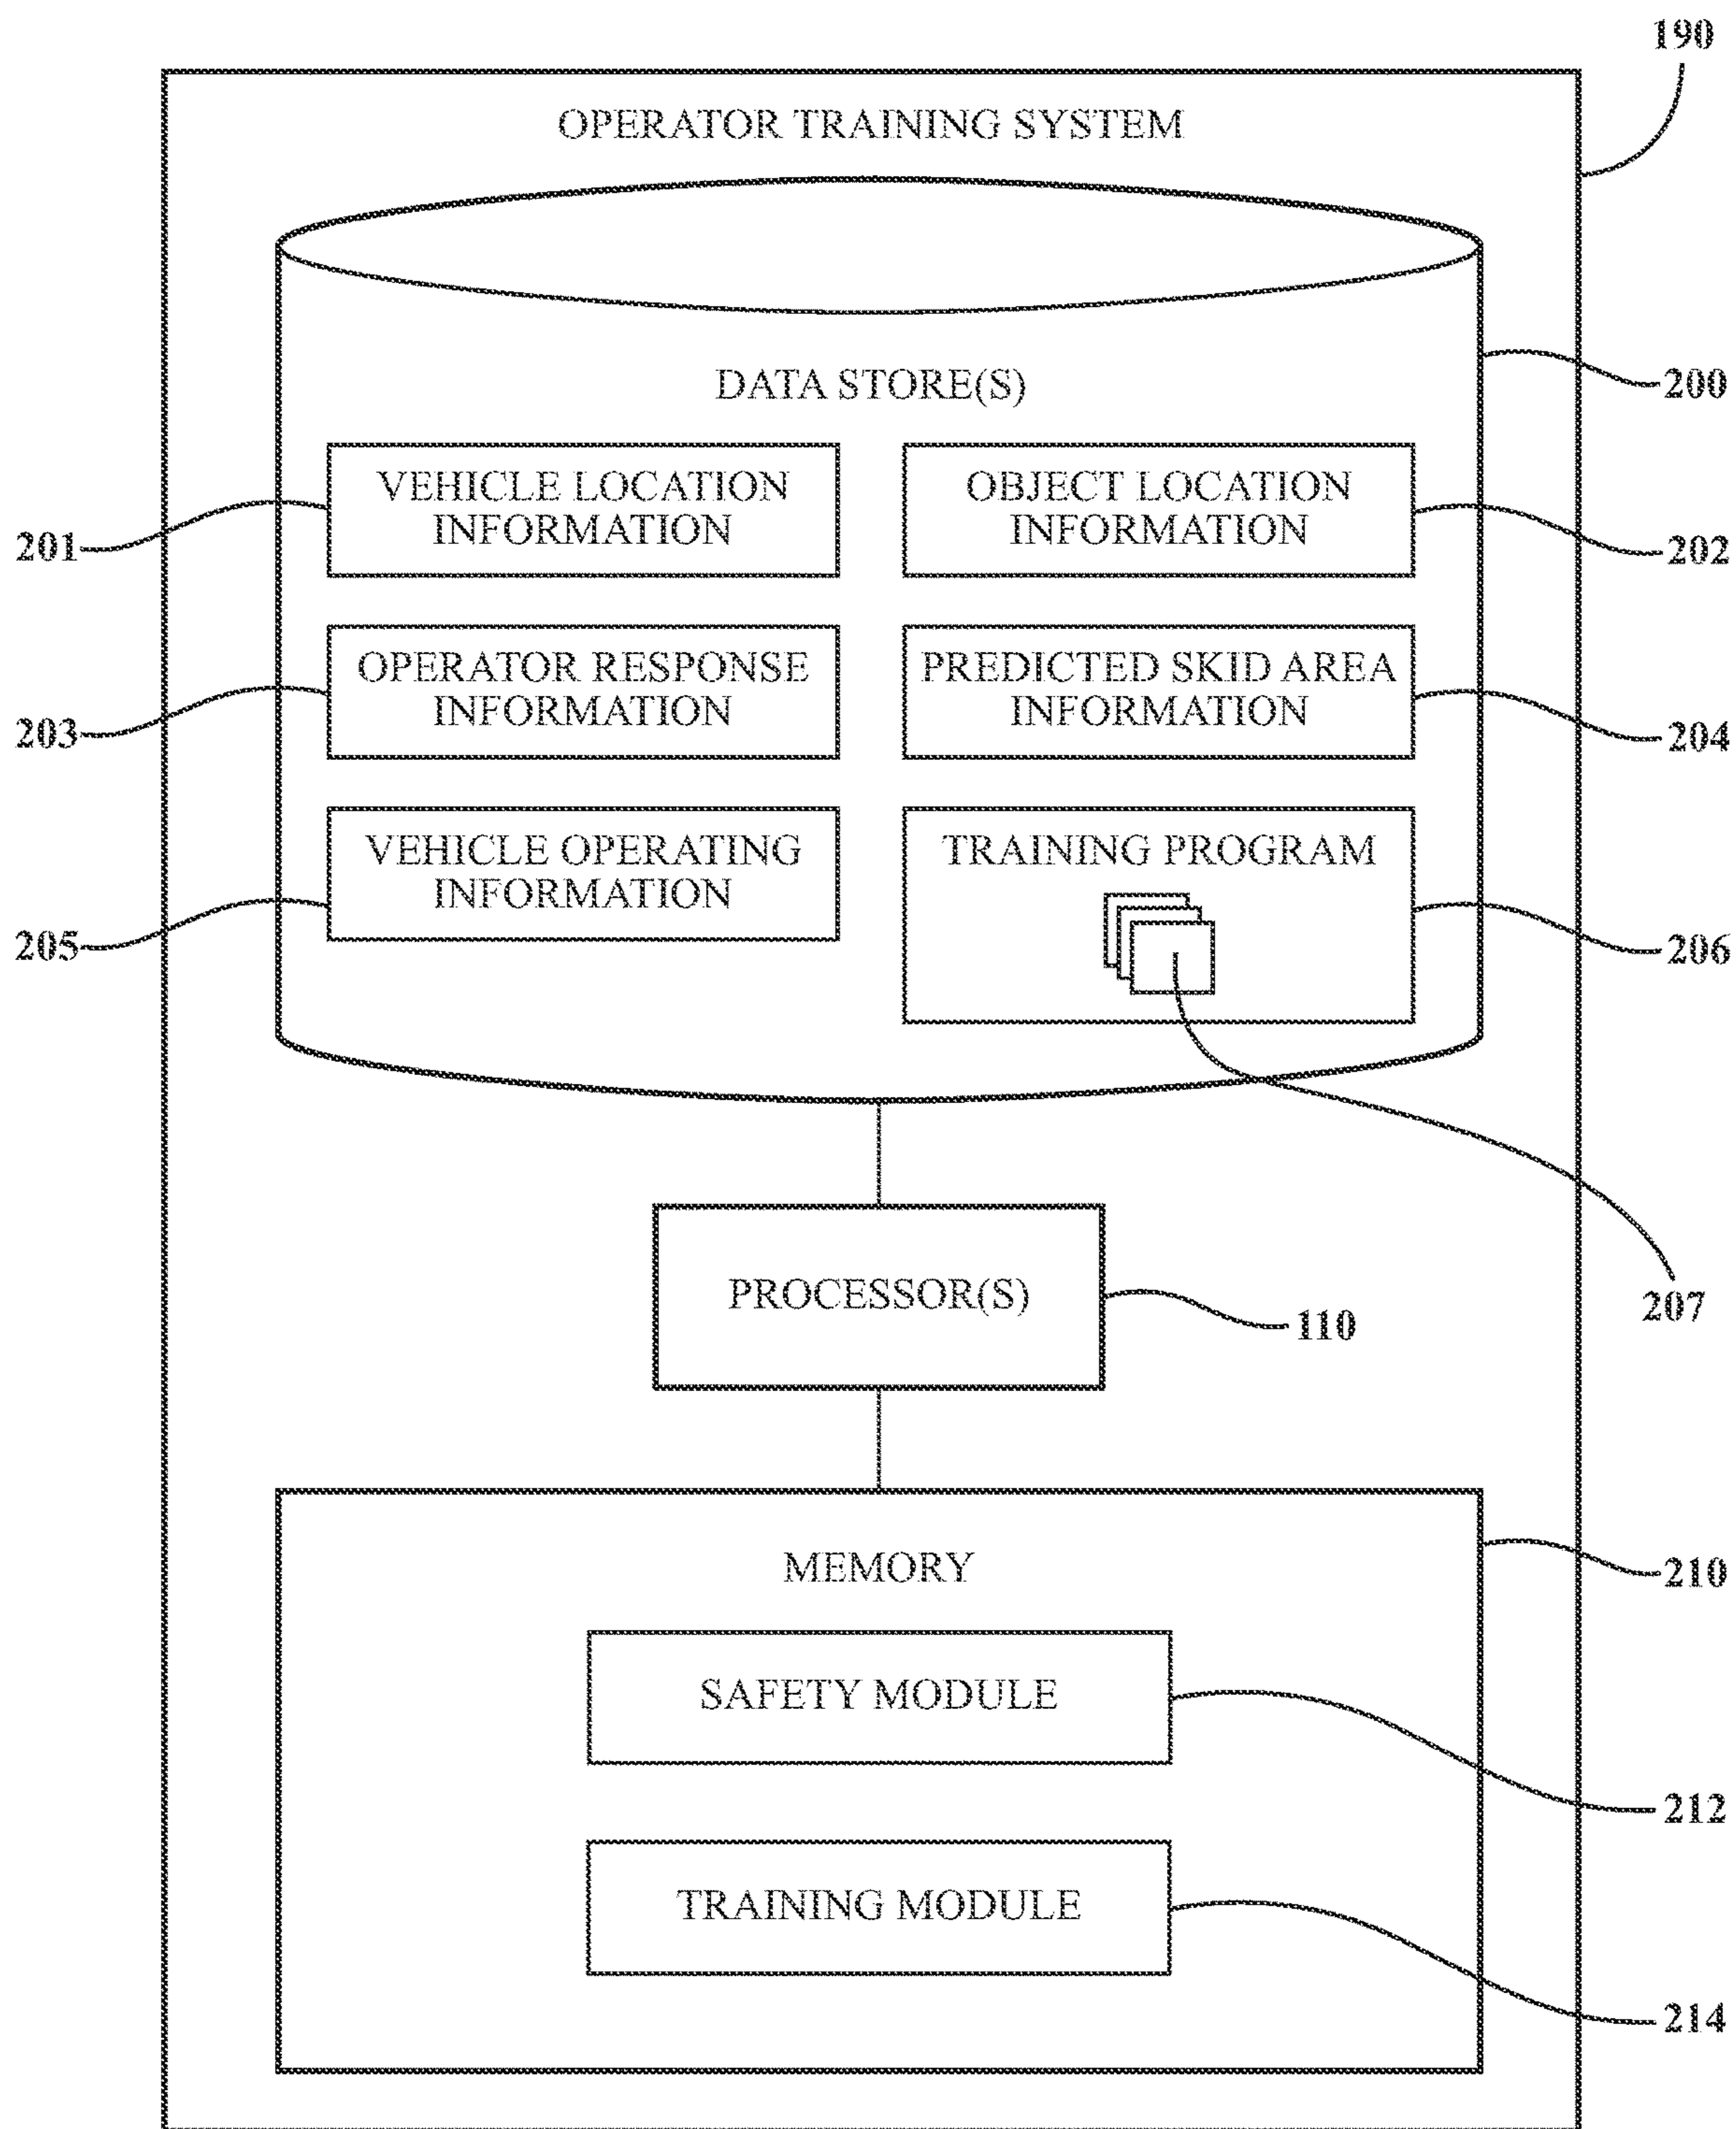 190
OPERATOR TRAINING SYSTEM
DATA STORE(S)
200
VEHICLE LOCATION
INFORMATION
201
OBJECT LOCATION
INFORMATION
202
OPERATOR RESPONSE
INFORMATION
203
PREDICTED SKID AREA
INFORMATION
204
VEHICLE OPERATING
INFORMATION
205
TRAINING PROGRAM
206
207
PROCESSOR(S)
110
MEMORY
210
SAFETY MODULE
212
TRAINING MODULE
214